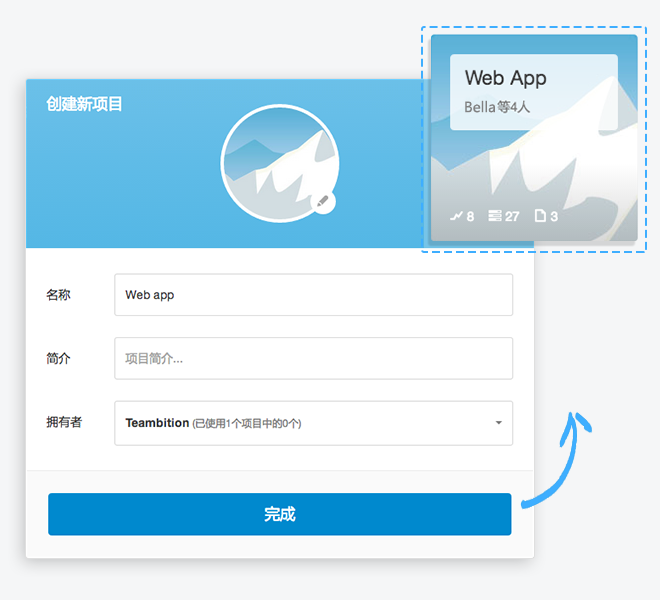 创建新项目
Web App
Bella等4人
8 27 3
名称
Web app
简介
项目简介...
拥有者
Teambition (已使用1个项目中的0个)
完成